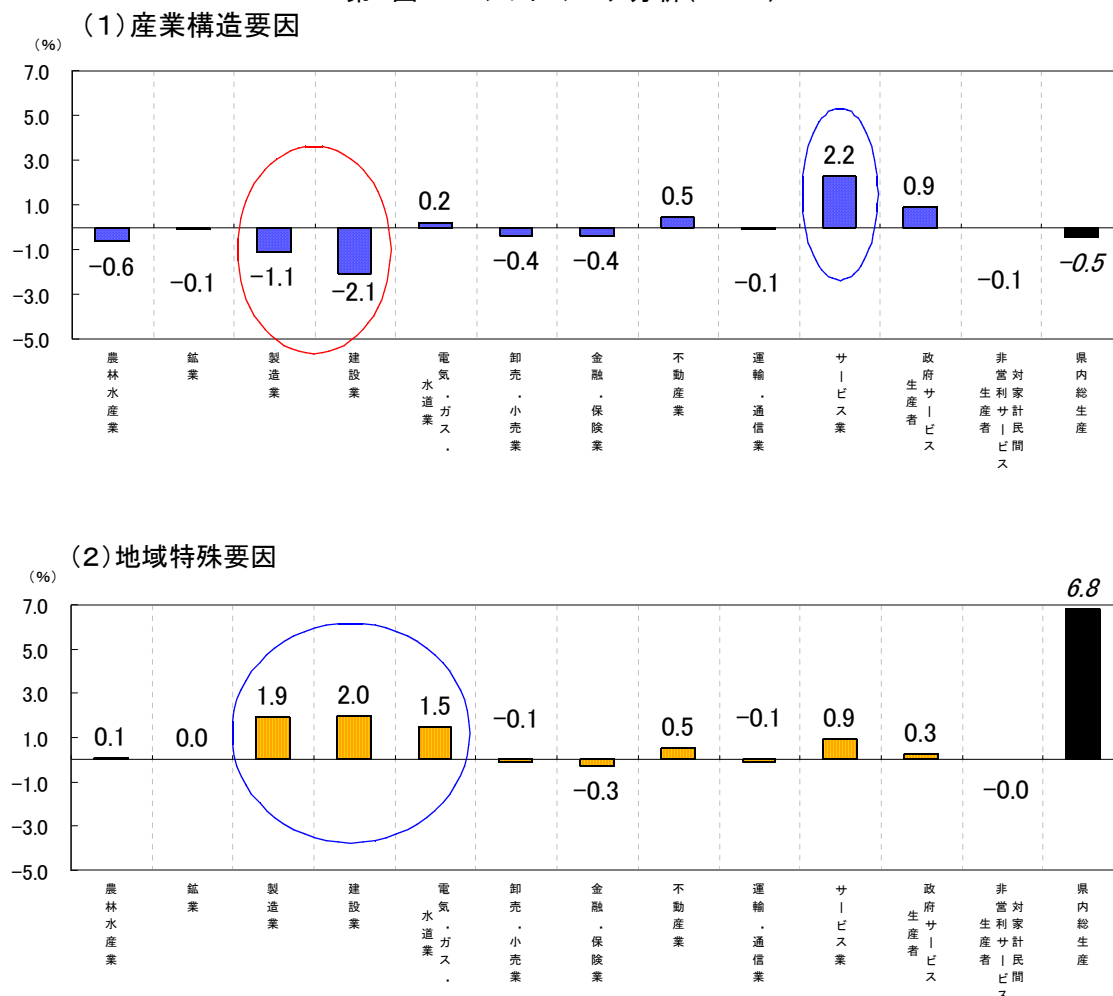 (1)産業構造要因
(%)
7.0
5.0
3.0
1.0
−1.0
−3.0
−5.0
−0.6
−0.1
−1.1
−2.1
0.2
−0.4
−0.4
0.5
−0.1
2.2
0.9
−0.1
−0.5
農林水産業
鉱業
製造業
建設業
電気・ガス・
水道業
卸売・小売業
金融・保険業
不動産業
運輸・通信業
サービス業
政府サービス
生産者
対家計民間
非営利サービス
生産者
県内総生産
(2)地域特殊要因
(%)
7.0
5.0
3.0
1.0
−1.0
−3.0
−5.0
0.1
0.0
1.9
2.0
1.5
−0.1
−0.3
0.5
−0.1
0.9
0.3
−0.0
6.8
農林水産業
鉱業
製造業
建設業
電気・ガス・
水道業
卸売・小売業
金融・保険業
不動産業
運輸・通信業
サービス業
政府サービス
生産者
対家計民間
非営利サービス
生産者
県内総生産